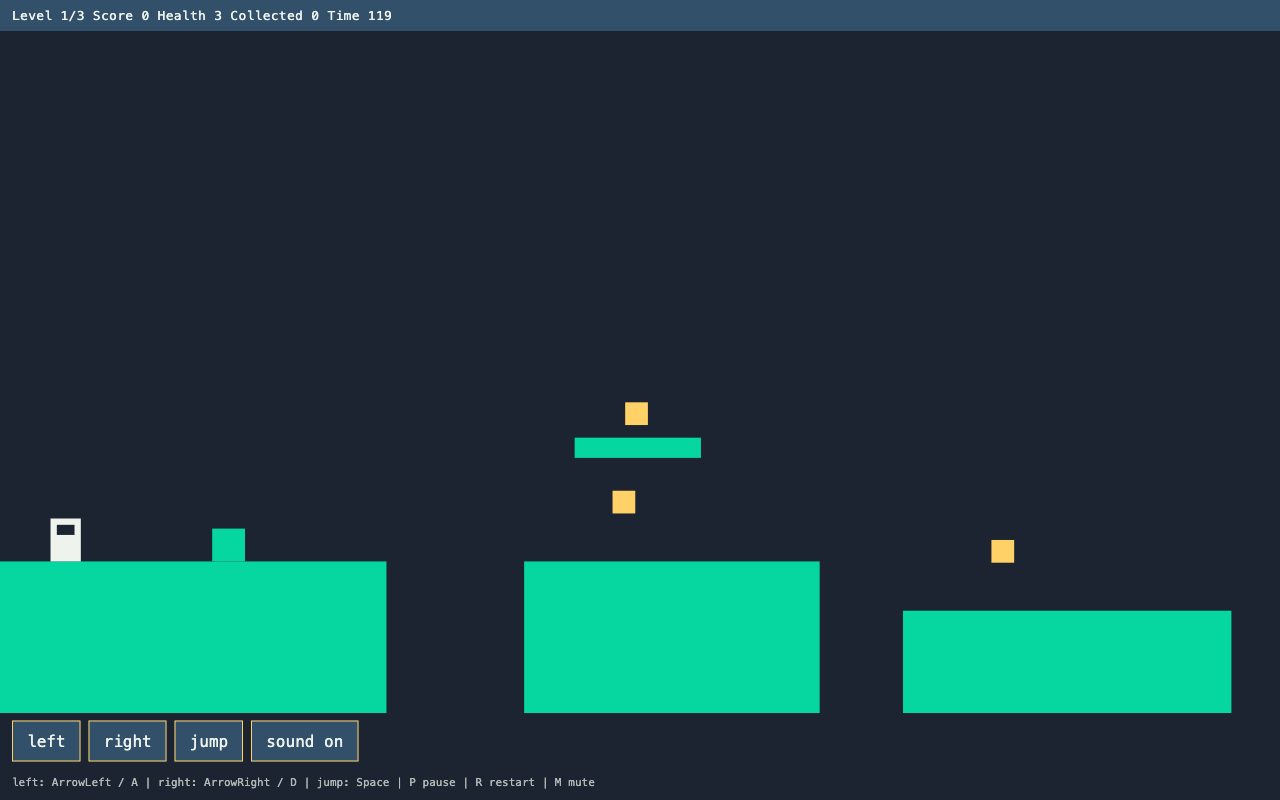 Level 1/3 Score 0 Health 3 Collected 0 Time 119
left right jump sound on
left: ArrowLeft / A | right: ArrowRight / D | jump: Space | P pause | R restart | M mute